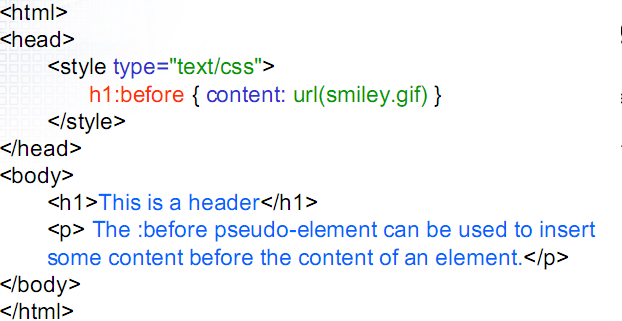 <html>
<head>
<style type="text/css">
h1:before { content: url(smiley.gif) }
</style>
</head>
<body>
<h1>This is a header</h1>
<p> The :before pseudo-element can be used to insert
some content before the content of an element.</p>
</body>
</html>